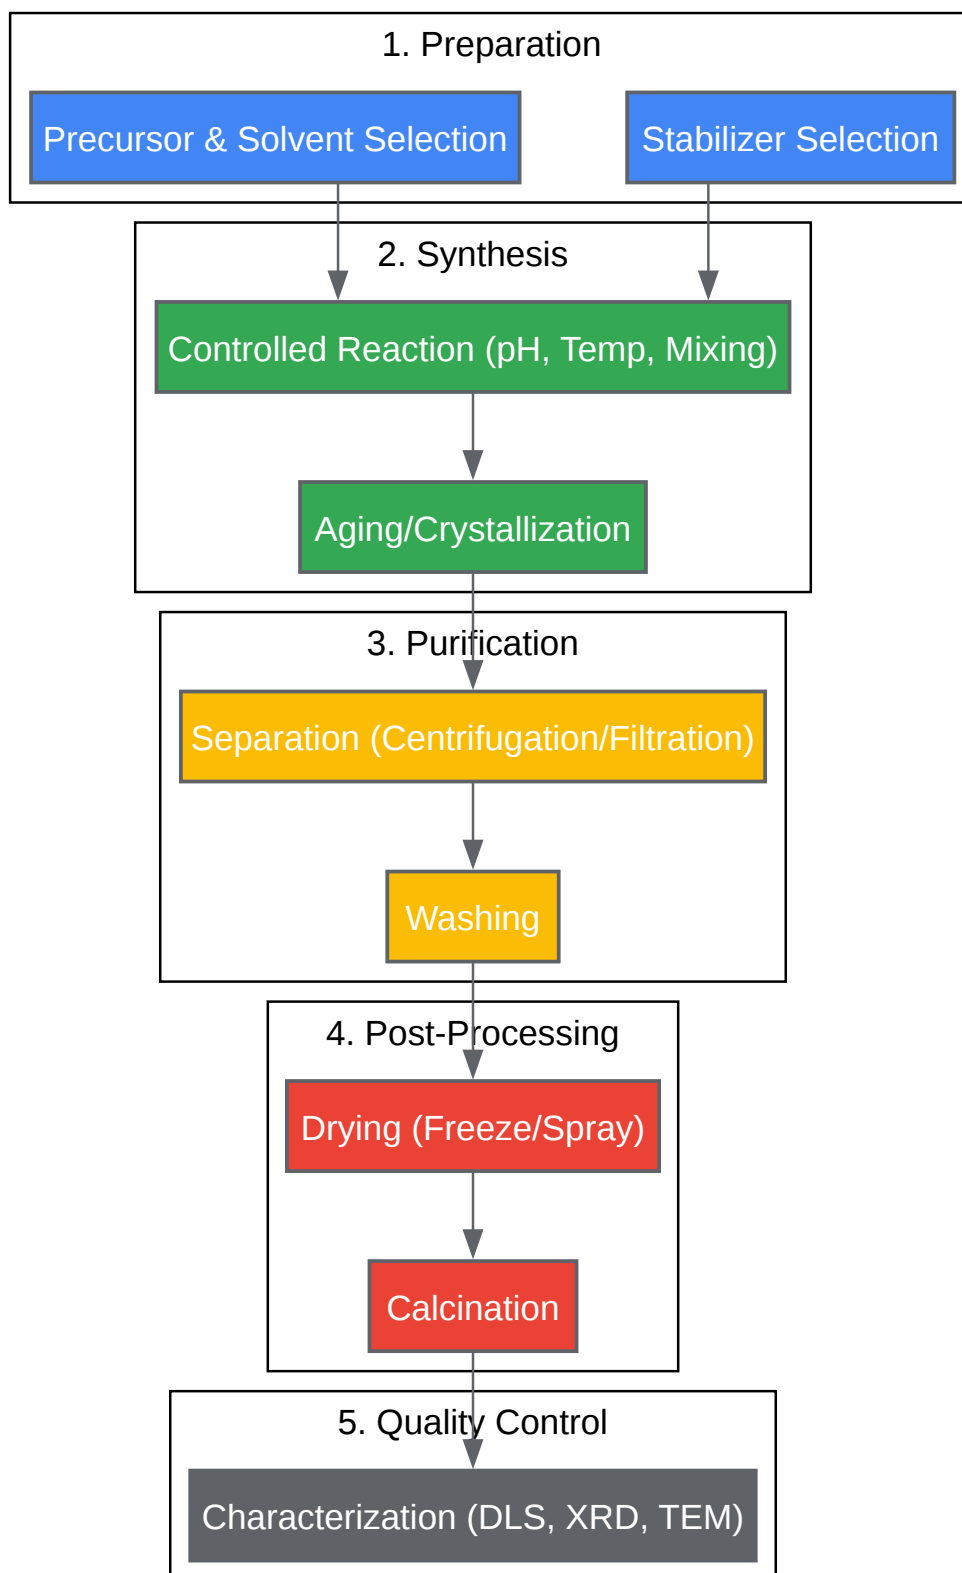 1. Preparation
Precursor & Solvent Selection
Stabilizer Selection
2. Synthesis
Controlled Reaction (pH, Temp, Mixing)
Aging/Crystallization
3. Purification
Separation (Centrifugation/Filtration)
Washing
4. Post-Processing
Drying (Freeze/Spray)
Calcination
5. Quality Control
Characterization (DLS, XRD, TEM)